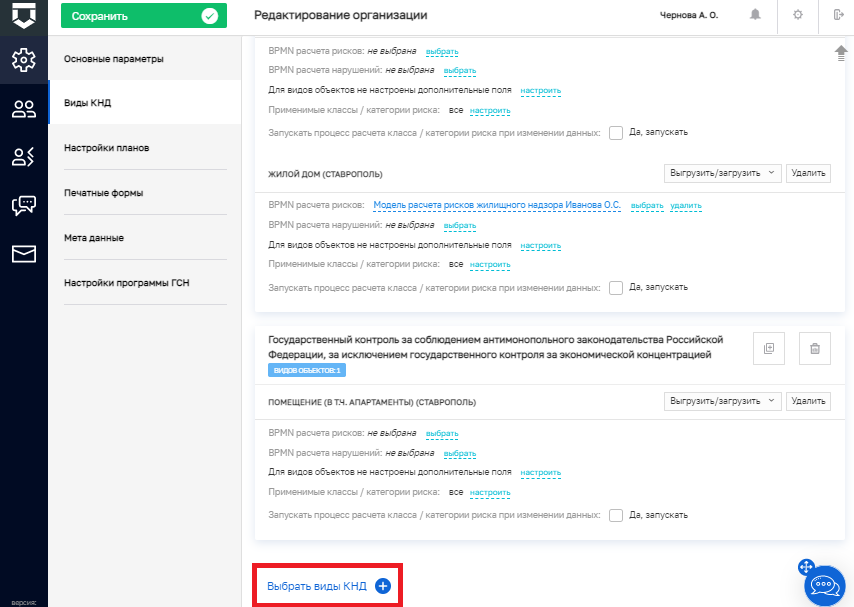 Сохранить
Редактирование организации
Чернова А. О.
Основные параметры
Виды КНД
Настройки планов
Печатные формы
Мета данные
Настройки программы ГСН
версия:
BPMN расчета рисков: не выбрана выбрать
BPMN расчета нарушений: не выбрана выбрать
Для видов объектов не настроены дополнительные поля настроить
Применимые классы / категории риска: все настроить
Запускать процесс расчета класса / категории риска при изменении данных: Да, запускать
ЖИЛОЙ ДОМ (СТАВРОПОЛЬ) Выгрузить/загрузить Удалить
BPMN расчета рисков: Модель расчета рисков жилищного надзора Иванова О.С. выбрать удалить
BPMN расчета нарушений: не выбрана выбрать
Для видов объектов не настроены дополнительные поля настроить
Применимые классы / категории риска: все настроить
Запускать процесс расчета класса / категории риска при изменении данных: Да, запускать
Государственный контроль за соблюдением антимонопольного законодательства Российской
Федерации, за исключением государственного контроля за экономической концентрацией
ВИДОВ ОБЪЕКТОВ: 1
ПОМЕЩЕНИЕ (В Т.Ч. АПАРТАМЕНТЫ) (СТАВРОПОЛЬ) Выгрузить/загрузить Удалить
BPMN расчета рисков: не выбрана выбрать
BPMN расчета нарушений: не выбрана выбрать
Для видов объектов не настроены дополнительные поля настроить
Применимые классы / категории риска: все настроить
Запускать процесс расчета класса / категории риска при изменении данных: Да, запускать
Выбрать виды КНД